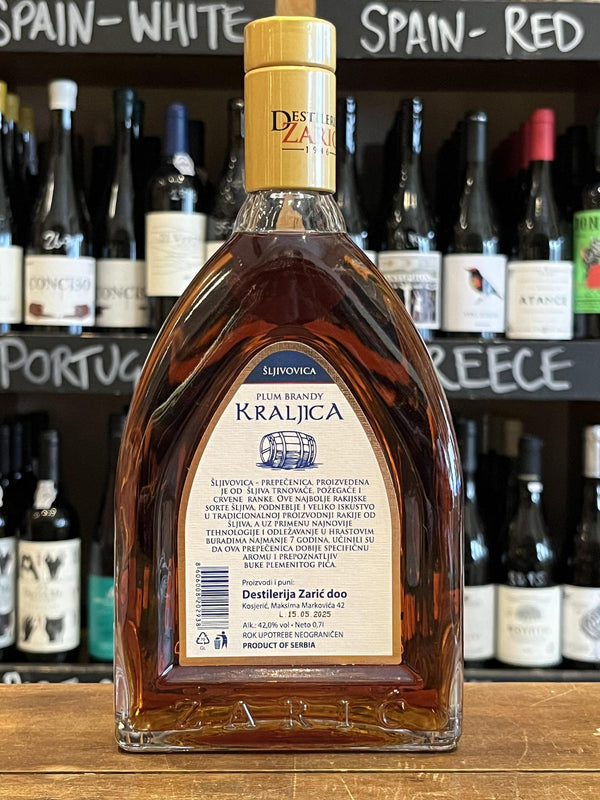 SPAIN-WHITE
SPAIN- RED
DESTILERI
ZARIĆ
CONCISO
ATANCE
PORTUG
REECE
ŠLJIVOVICA
PLUM BRANDY
KRALJICA
ŠLJIVOVICA - PREPEČENICA, PROIZVEDENA
JE OD ŠLJIVA TRNOVAČE, POŽEGAČE I
CRVENE RANKE. OVE NAJBOLJE RAKIJSKE
SORTE ŠLJIVA, PODNEBLJE I VELIKO ISKUSTVO
U TRADICIONALNOJ PROIZVODNJI RAKIJE OD
ŠLJIVA, A UZ PRIMENU NAJNOVIJE
TEHNOLOGIJE I ODLEŽAVANJE U HRASTOVIM
BURADIMA NAJMANJE 7 GODINA, UČINILI SU
DA OVA PREPEČENICA DOBIJE SPECIFIČNU
AROMU I PREPOZNATLJIV
BUKE PLEMENITOG PIĆA.
Proizvodi i puni:
Destilerija Zarić doo
Kosjerić, Maksima Markovića 42
L 15.05.2025
Alk.: 42,0% vol • Neto 0,7l
ROK UPOTREBE NEOGRANIČEN
PRODUCT OF SERBIA
GL
ZARIĆ